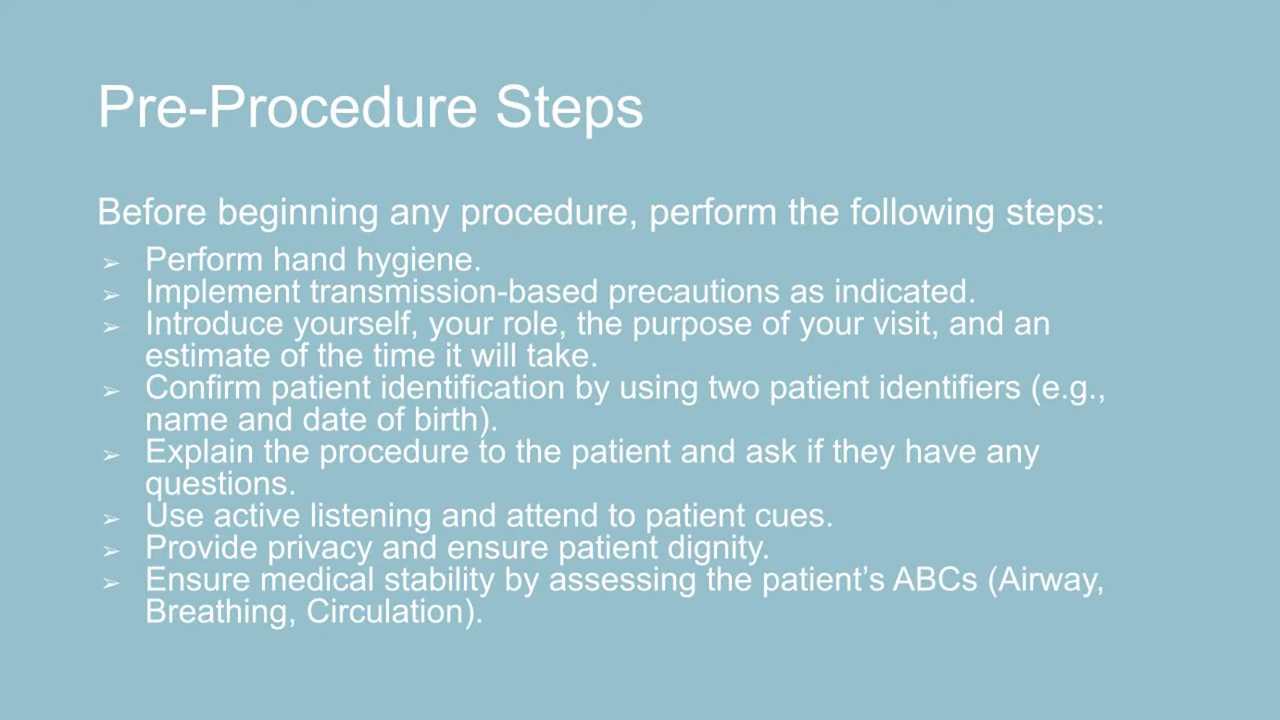 Pre-Procedure Steps
Before beginning any procedure, perform the following steps:
➢ Perform hand hygiene.
➢ Implement transmission-based precautions as indicated.
➢ Introduce yourself, your role, the purpose of your visit, and an
estimate of the time it will take.
➢ Confirm patient identification by using two patient identifiers (e.g.,
name and date of birth).
➢ Explain the procedure to the patient and ask if they have any
questions.
➢ Use active listening and attend to patient cues.
➢ Provide privacy and ensure patient dignity.
➢ Ensure medical stability by assessing the patient’s ABCs (Airway,
Breathing, Circulation).